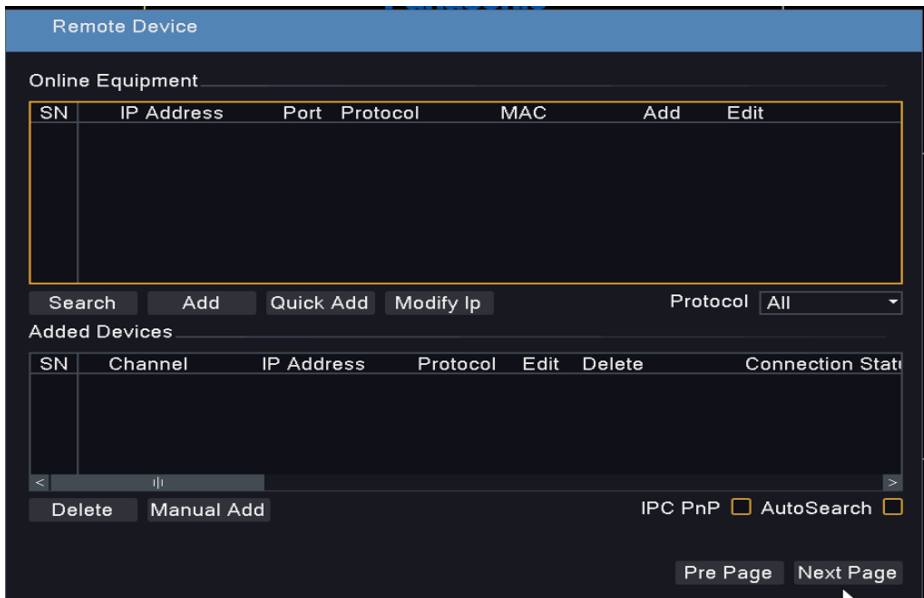 Remote Device
Online Equipment
SN IP Address Port Protocol MAC Add Edit
Search Add Quick Add Modify Ip Protocol All
Added Devices
SN Channel IP Address Protocol Edit Delete Connection
Delete Manual Add IPC PnP AutoSearch
Pre Page Next Page